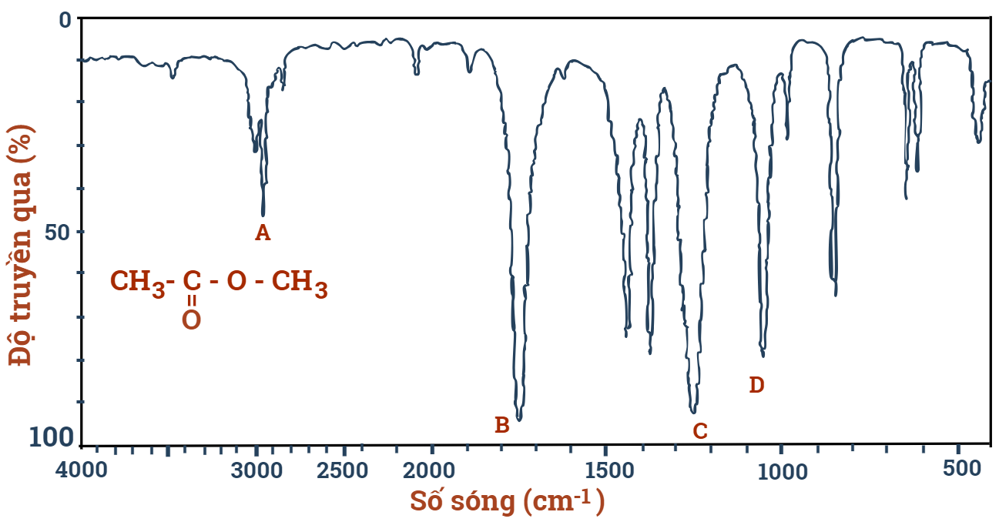 0
50
100
Độ truyền qua (%)
A
CH3- C - O - CH3
O
B
C
D
4000 3000 2500 2000 1500 1000 500
Số sóng (cm-1)